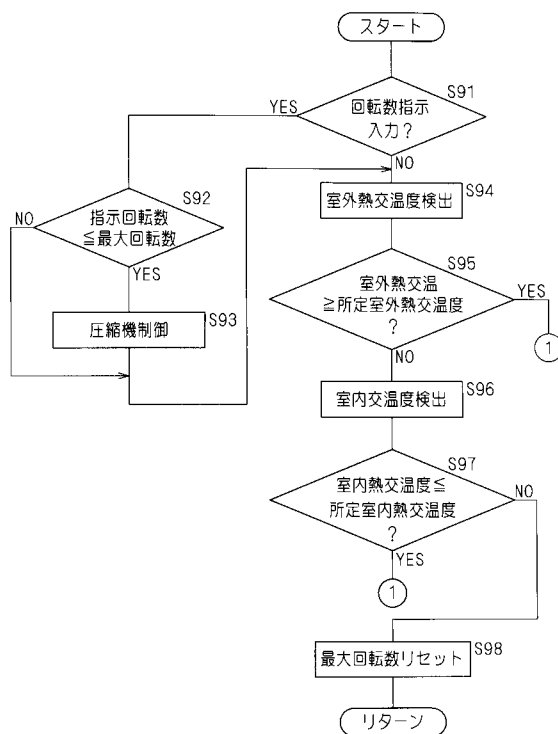 スタート
S91
回転数指示
入力?
YES
NO
S92
指示回転数
≦最大回転数
NO
YES
S93
圧縮機制御
S94
室外熱交温度検出
S95
室外熱交温
≧所定室外熱交温度
?
YES
1
NO
S96
室内交温度検出
S97
室内熱交温度≦
所定室内熱交温度
?
NO
YES
1
S98
最大回転数リセット
リターン